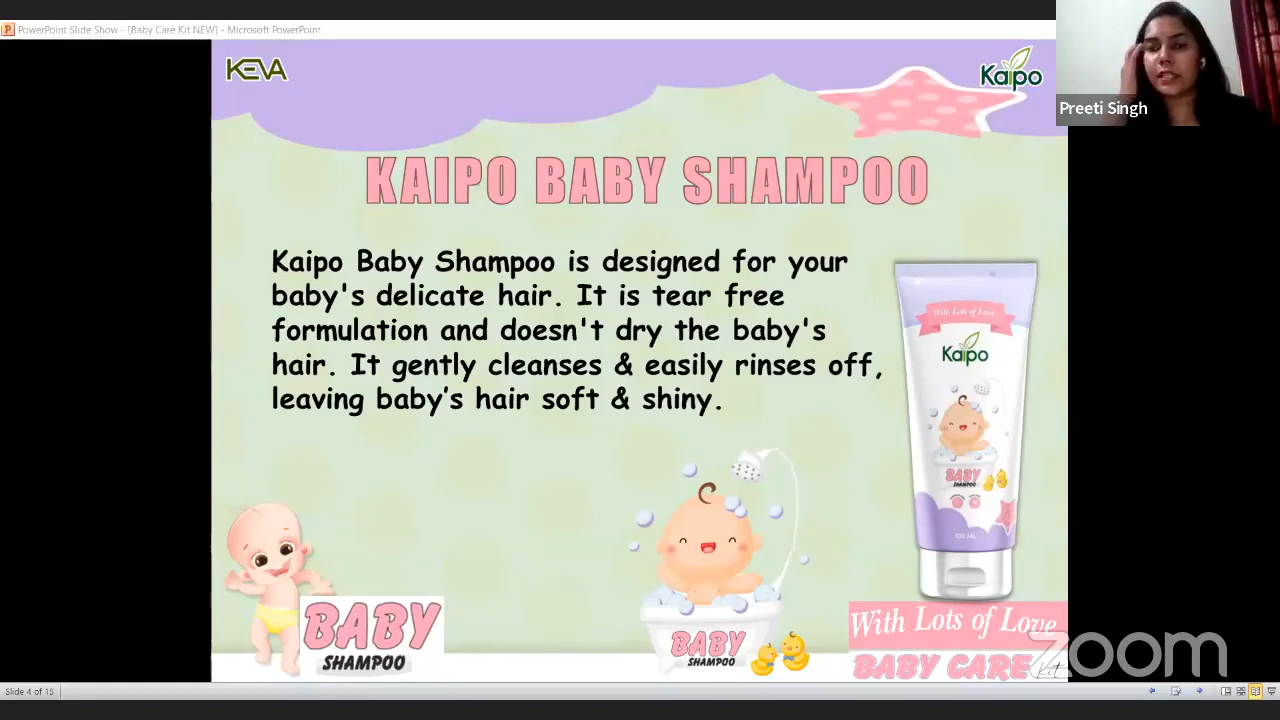 PowerPoint Slide Show - [Baby Care Kit NEW] - Microsoft PowerPoint
KEVA
Kaipo
Preeti Singh
KAIPO BABY SHAMPOO
Kaipo Baby Shampoo is designed for your
baby's delicate hair. It is tear free
formulation and doesn't dry the baby's
hair. It gently cleanses & easily rinses off,
leaving baby’s hair soft & shiny.
With Lots of Love
Kaipo
BABY
SHAMPOO
100 ML
BABY
SHAMPOO
BABY
SHAMPOO
With Lots of Love
BABY CARE
zoom
Slide 4 of 15